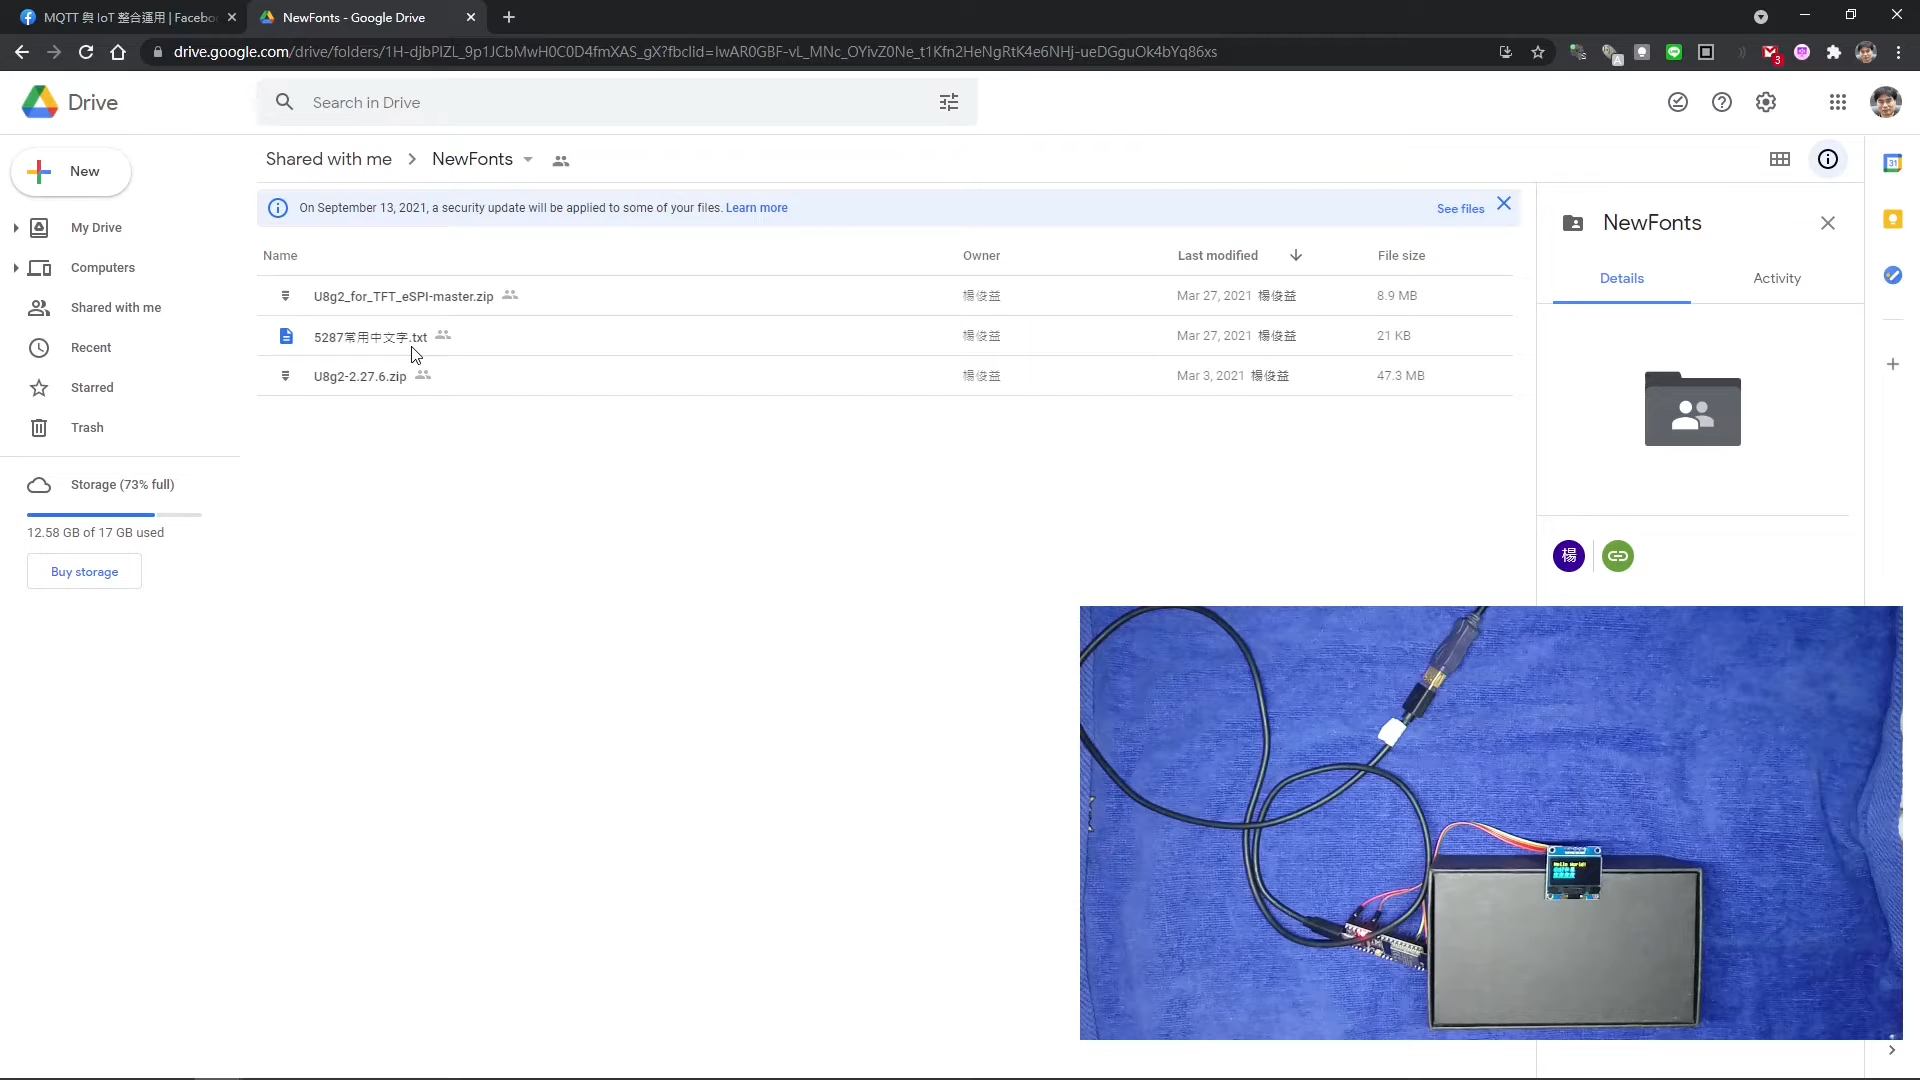 MQTT 與 IoT 整合運用 | Facebo
NewFonts - Google Drive
drive.google.com/drive/folders/1H-djbPIZL_9p1JCbMwH0C0D4fmXAS_gX?fbclid=IwAR0GBF-vL_MNc_OYivZ0Ne_t1Kfn2HeNgRtK4e6NHj-ueDGguOk4bYq86xs
A
3
Drive
Search in Drive
New
Shared with me
NewFonts
31
On September 13, 2021, a security update will be applied to some of your files. Learn more
See files
NewFonts
My Drive
Computers
Shared with me
Recent
Starred
Trash
Storage (73% full)
12.58 GB of 17 GB used
Buy storage
Name
Owner
Last modified
File size
U8g2_for_TFT_eSPI-master.zip
楊俊益
Mar 27, 2021 楊俊益
8.9 MB
5287常用中文字.txt
楊俊益
Mar 27, 2021 楊俊益
21 KB
U8g2-2.27.6.zip
楊俊益
Mar 3, 2021 楊俊益
47.3 MB
Details
Activity
楊
Hello World!